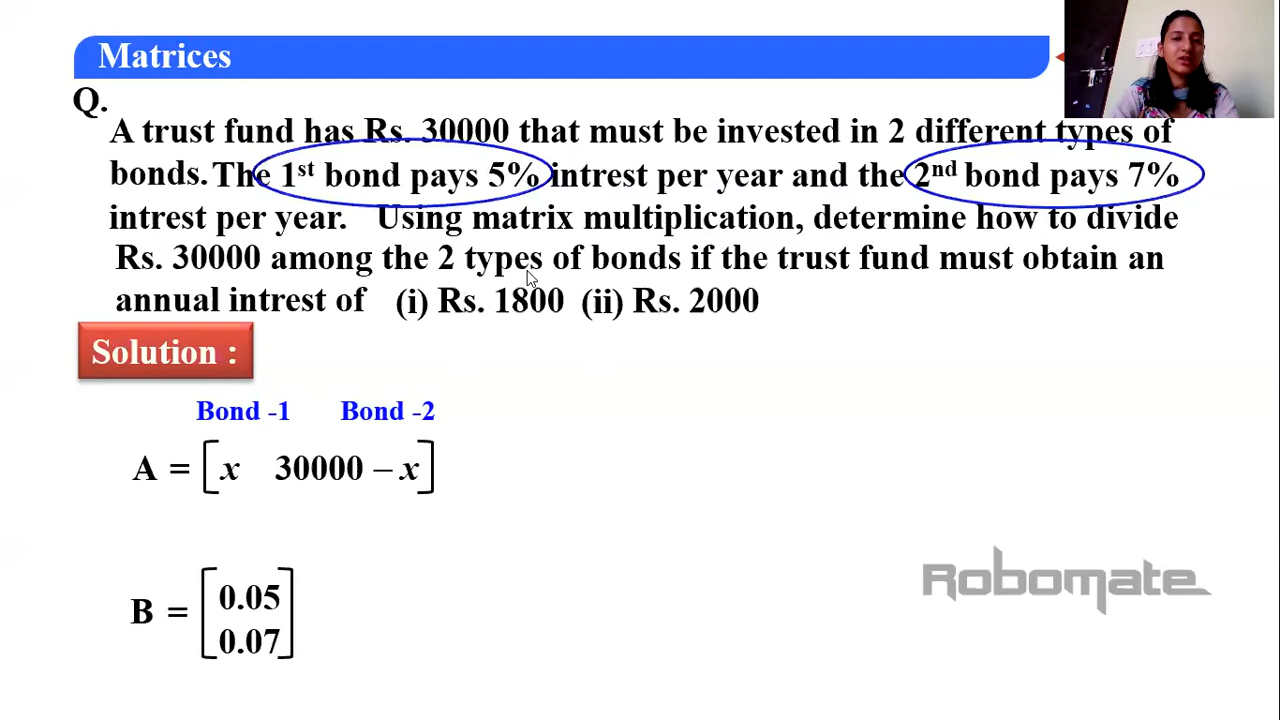 Matrices
Q.
A trust fund has Rs. 30000 that must be invested in 2 different types of
bonds. The 1st bond pays 5% intrest per year and the 2nd bond pays 7%
intrest per year. Using matrix multiplication, determine how to divide
Rs. 30000 among the 2 types of bonds if the trust fund must obtain an
annual intrest of (i) Rs. 1800 (ii) Rs. 2000
Solution :
Bond -1 Bond -2
A = [x 30000 – x]
B = [0.05
0.07]
Robomate